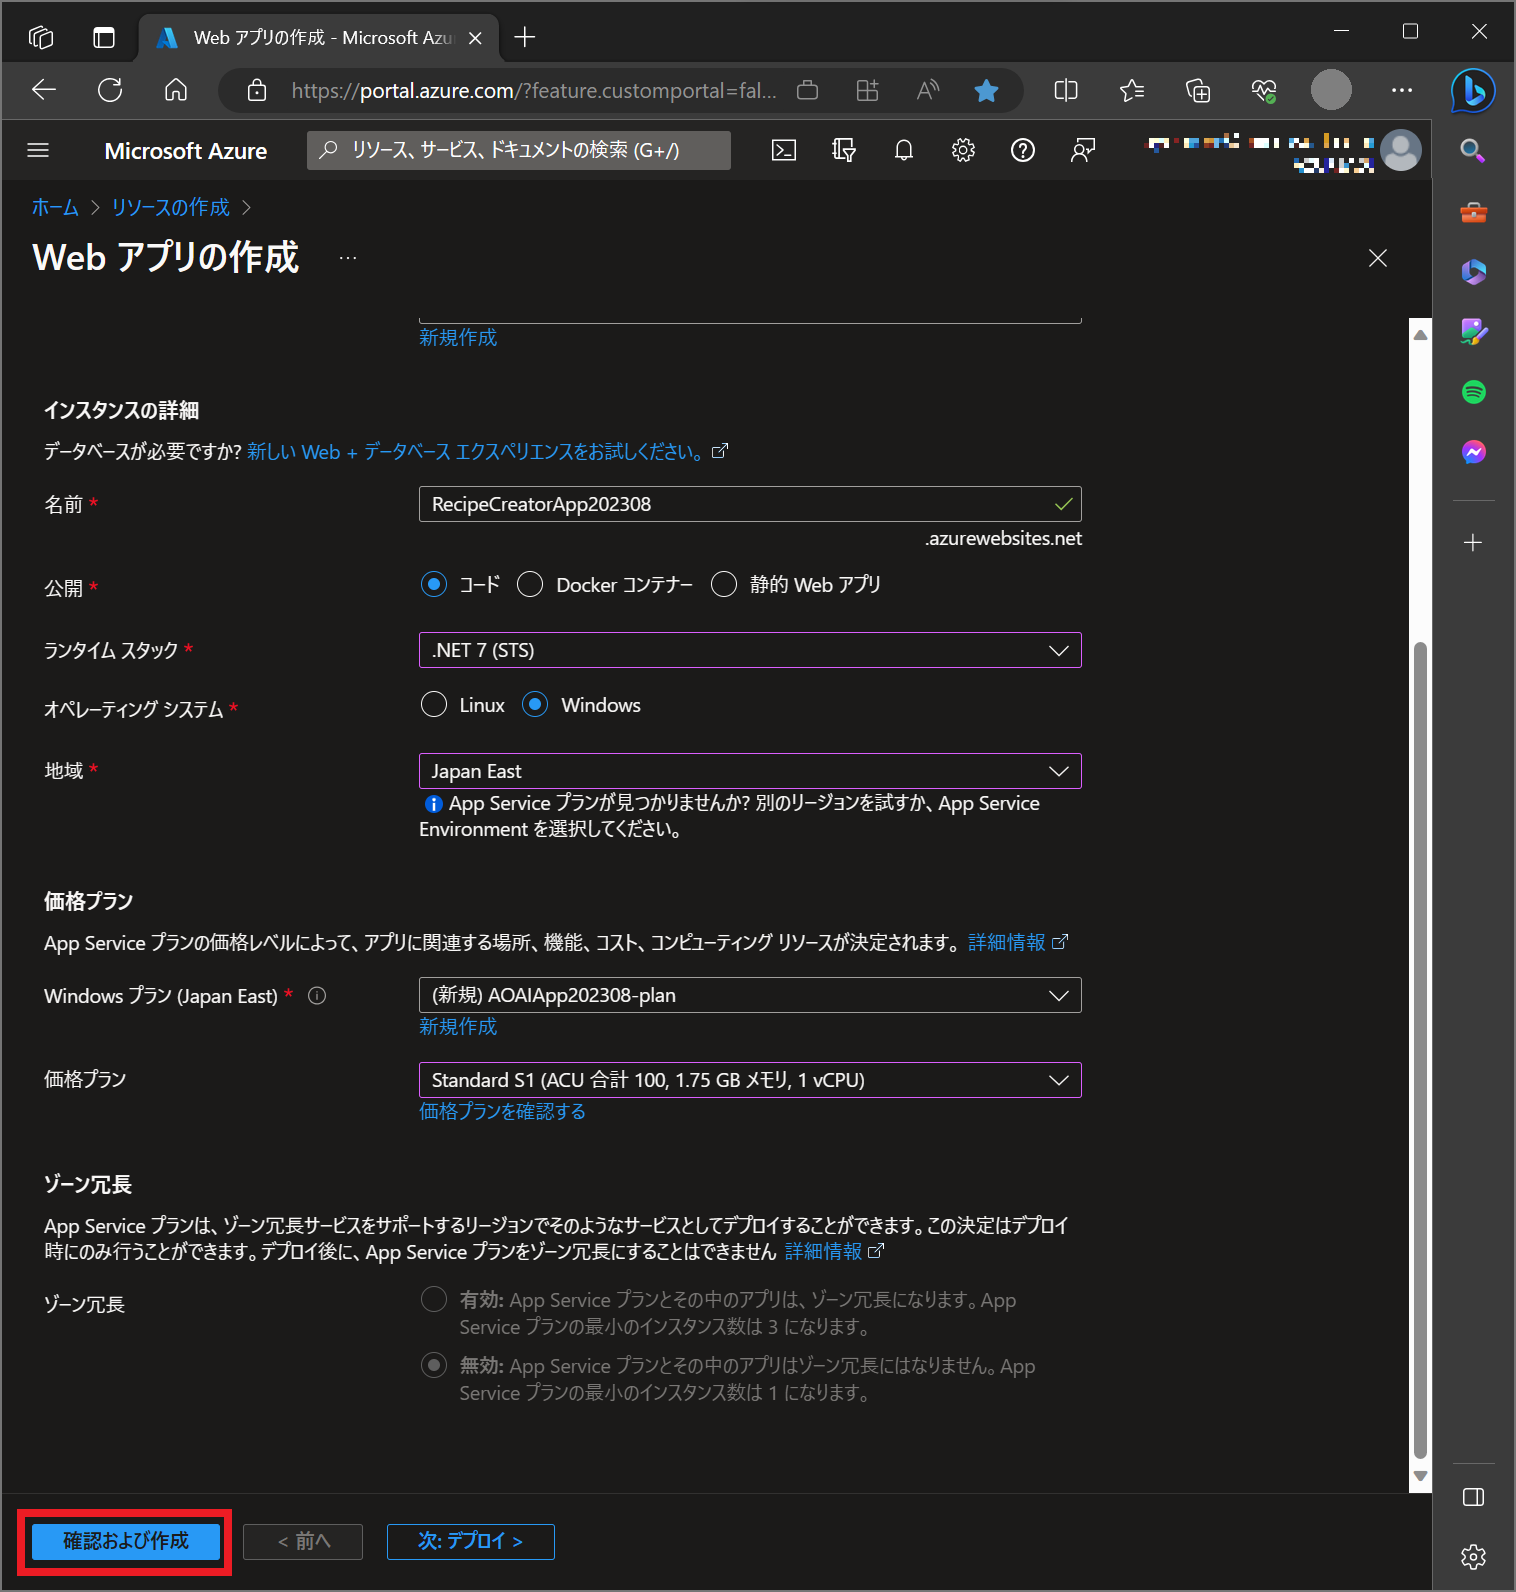 Web アプリの作成 - Microsoft Azu
https://portal.azure.com/?feature.customportal=fal...
Microsoft Azure
リソース、サービス、ドキュメントの検索 (G+/)
ホーム > リソースの作成 >
Web アプリの作成 ...
新規作成
インスタンスの詳細
データベースが必要ですか? 新しい Web + データベース エクスペリエンスをお試しください。
名前 *
RecipeCreatorApp202308
.azurewebsites.net
公開 *
コード Docker コンテナー 静的 Web アプリ
ランタイム スタック *
.NET 7 (STS)
オペレーティング システム *
Linux Windows
地域 *
Japan East
App Service プランが見つかりませんか? 別のリージョンを試すか、App Service
Environment を選択してください。
価格プラン
App Service プランの価格レベルによって、アプリに関連する場所、機能、コスト、コンピューティング リソースが決定されます。 詳細情報
Windows プラン (Japan East) *
(新規) AOAIApp202308-plan
新規作成
価格プラン
Standard S1 (ACU 合計 100, 1.75 GB メモリ, 1 vCPU)
価格プランを確認する
ゾーン冗長
App Service プランは、ゾーン冗長サービスをサポートするリージョンでそのようなサービスとしてデプロイすることができます。この決定はデプロイ
時にのみ行うことができます。デプロイ後に、App Service プランをゾーン冗長にすることはできません 詳細情報
ゾーン冗長
有効: App Service プランとその中のアプリは、ゾーン冗長になります。App
Service プランの最小のインスタンス数は 3 になります。
無効: App Service プランとその中のアプリはゾーン冗長にはなりません。App
Service プランの最小のインスタンス数は 1 になります。
確認および作成
< 前へ
次: デプロイ >